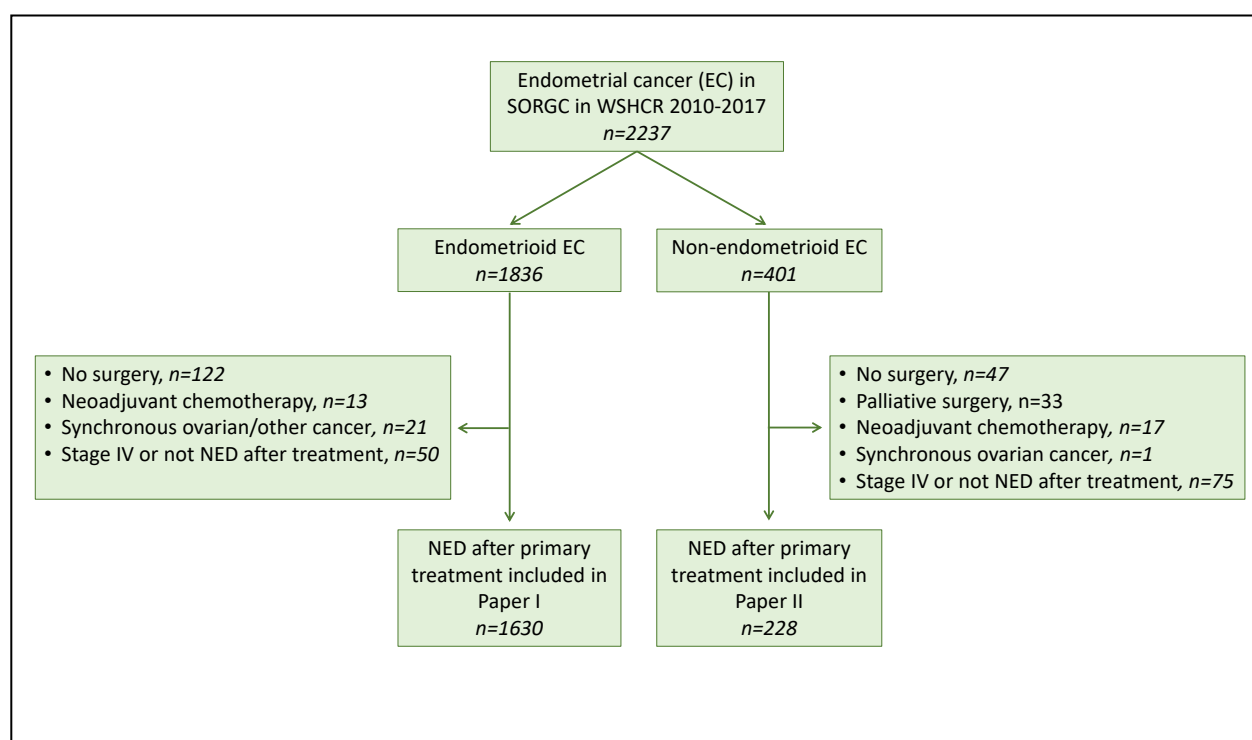 Endometrial cancer (EC) in
SORGC in WSHCR 2010-2017
n=2237
Endometrioid EC
n=1836
Non-endometrioid EC
n=401
• No surgery, n=122
• Neoadjuvant chemotherapy, n=13
• Synchronous ovarian/other cancer, n=21
• Stage IV or not NED after treatment, n=50
• No surgery, n=47
• Palliative surgery, n=33
• Neoadjuvant chemotherapy, n=17
• Synchronous ovarian cancer, n=1
• Stage IV or not NED after treatment, n=75
NED after primary
treatment included in
Paper I
n=1630
NED after primary
treatment included in
Paper II
n=228